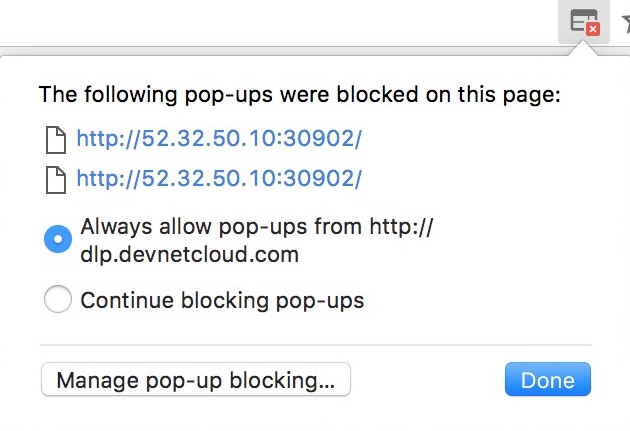 The following pop-ups were blocked on this page:
http://52.32.50.10:30902/
http://52.32.50.10:30902/
Always allow pop-ups from http://
dlp.devnetcloud.com
Continue blocking pop-ups
Manage pop-up blocking...
Done